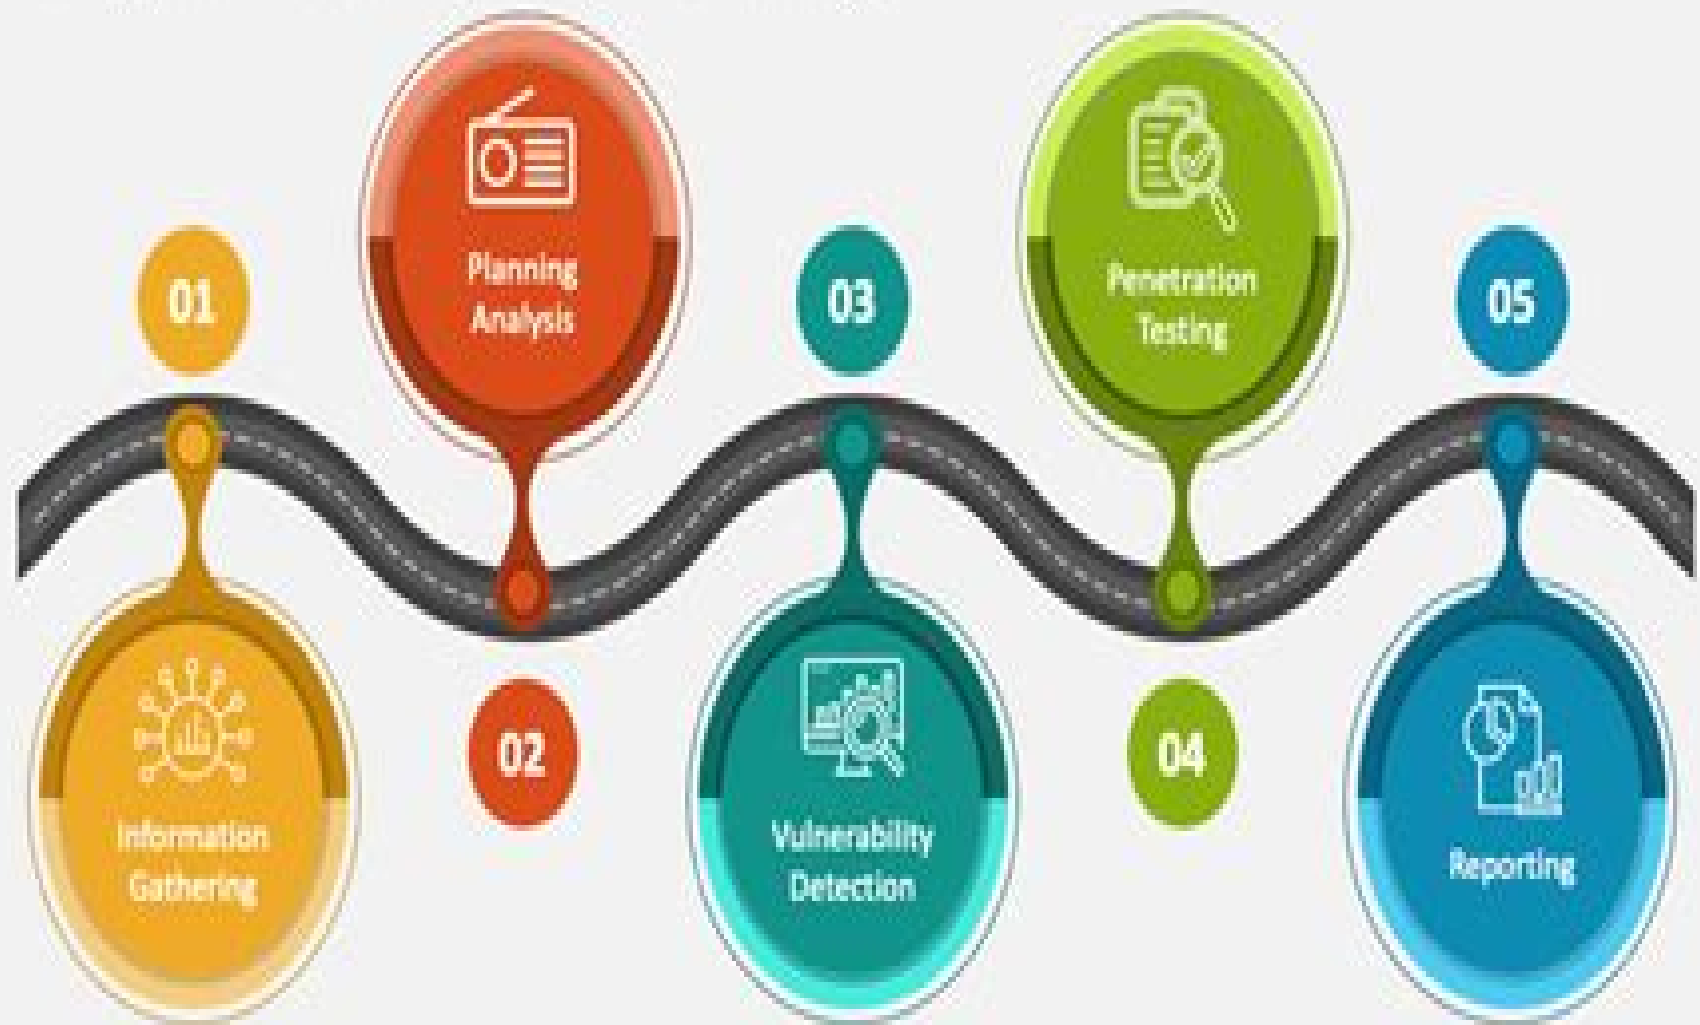 01
Information
Gathering
Planning
Analysis
02
03
Vulnerability
Detection
Penetration
Testing
04
05
Reporting